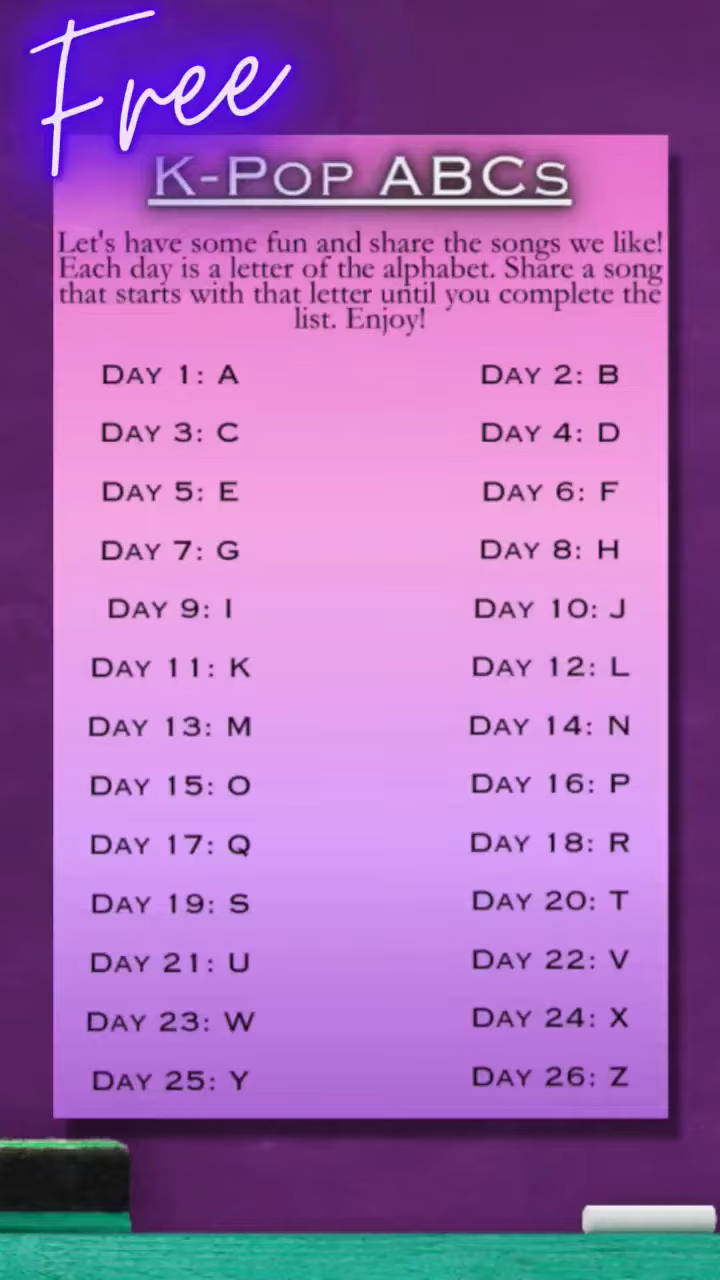 Free
K-Pop ABCs
Let's have some fun and share the songs we like!
Each day is a letter of the alphabet. Share a song
that starts with that letter until you complete the
list. Enjoy!
Day 1: A
Day 2: B
Day 3: C
Day 4: D
Day 5: E
Day 6: F
Day 7: G
Day 8: H
Day 9: I
Day 10: J
Day 11: K
Day 12: L
Day 13: M
Day 14: N
Day 15: O
Day 16: P
Day 17: Q
Day 18: R
Day 19: S
Day 20: T
Day 21: U
Day 22: V
Day 23: W
Day 24: X
Day 25: Y
Day 26: Z